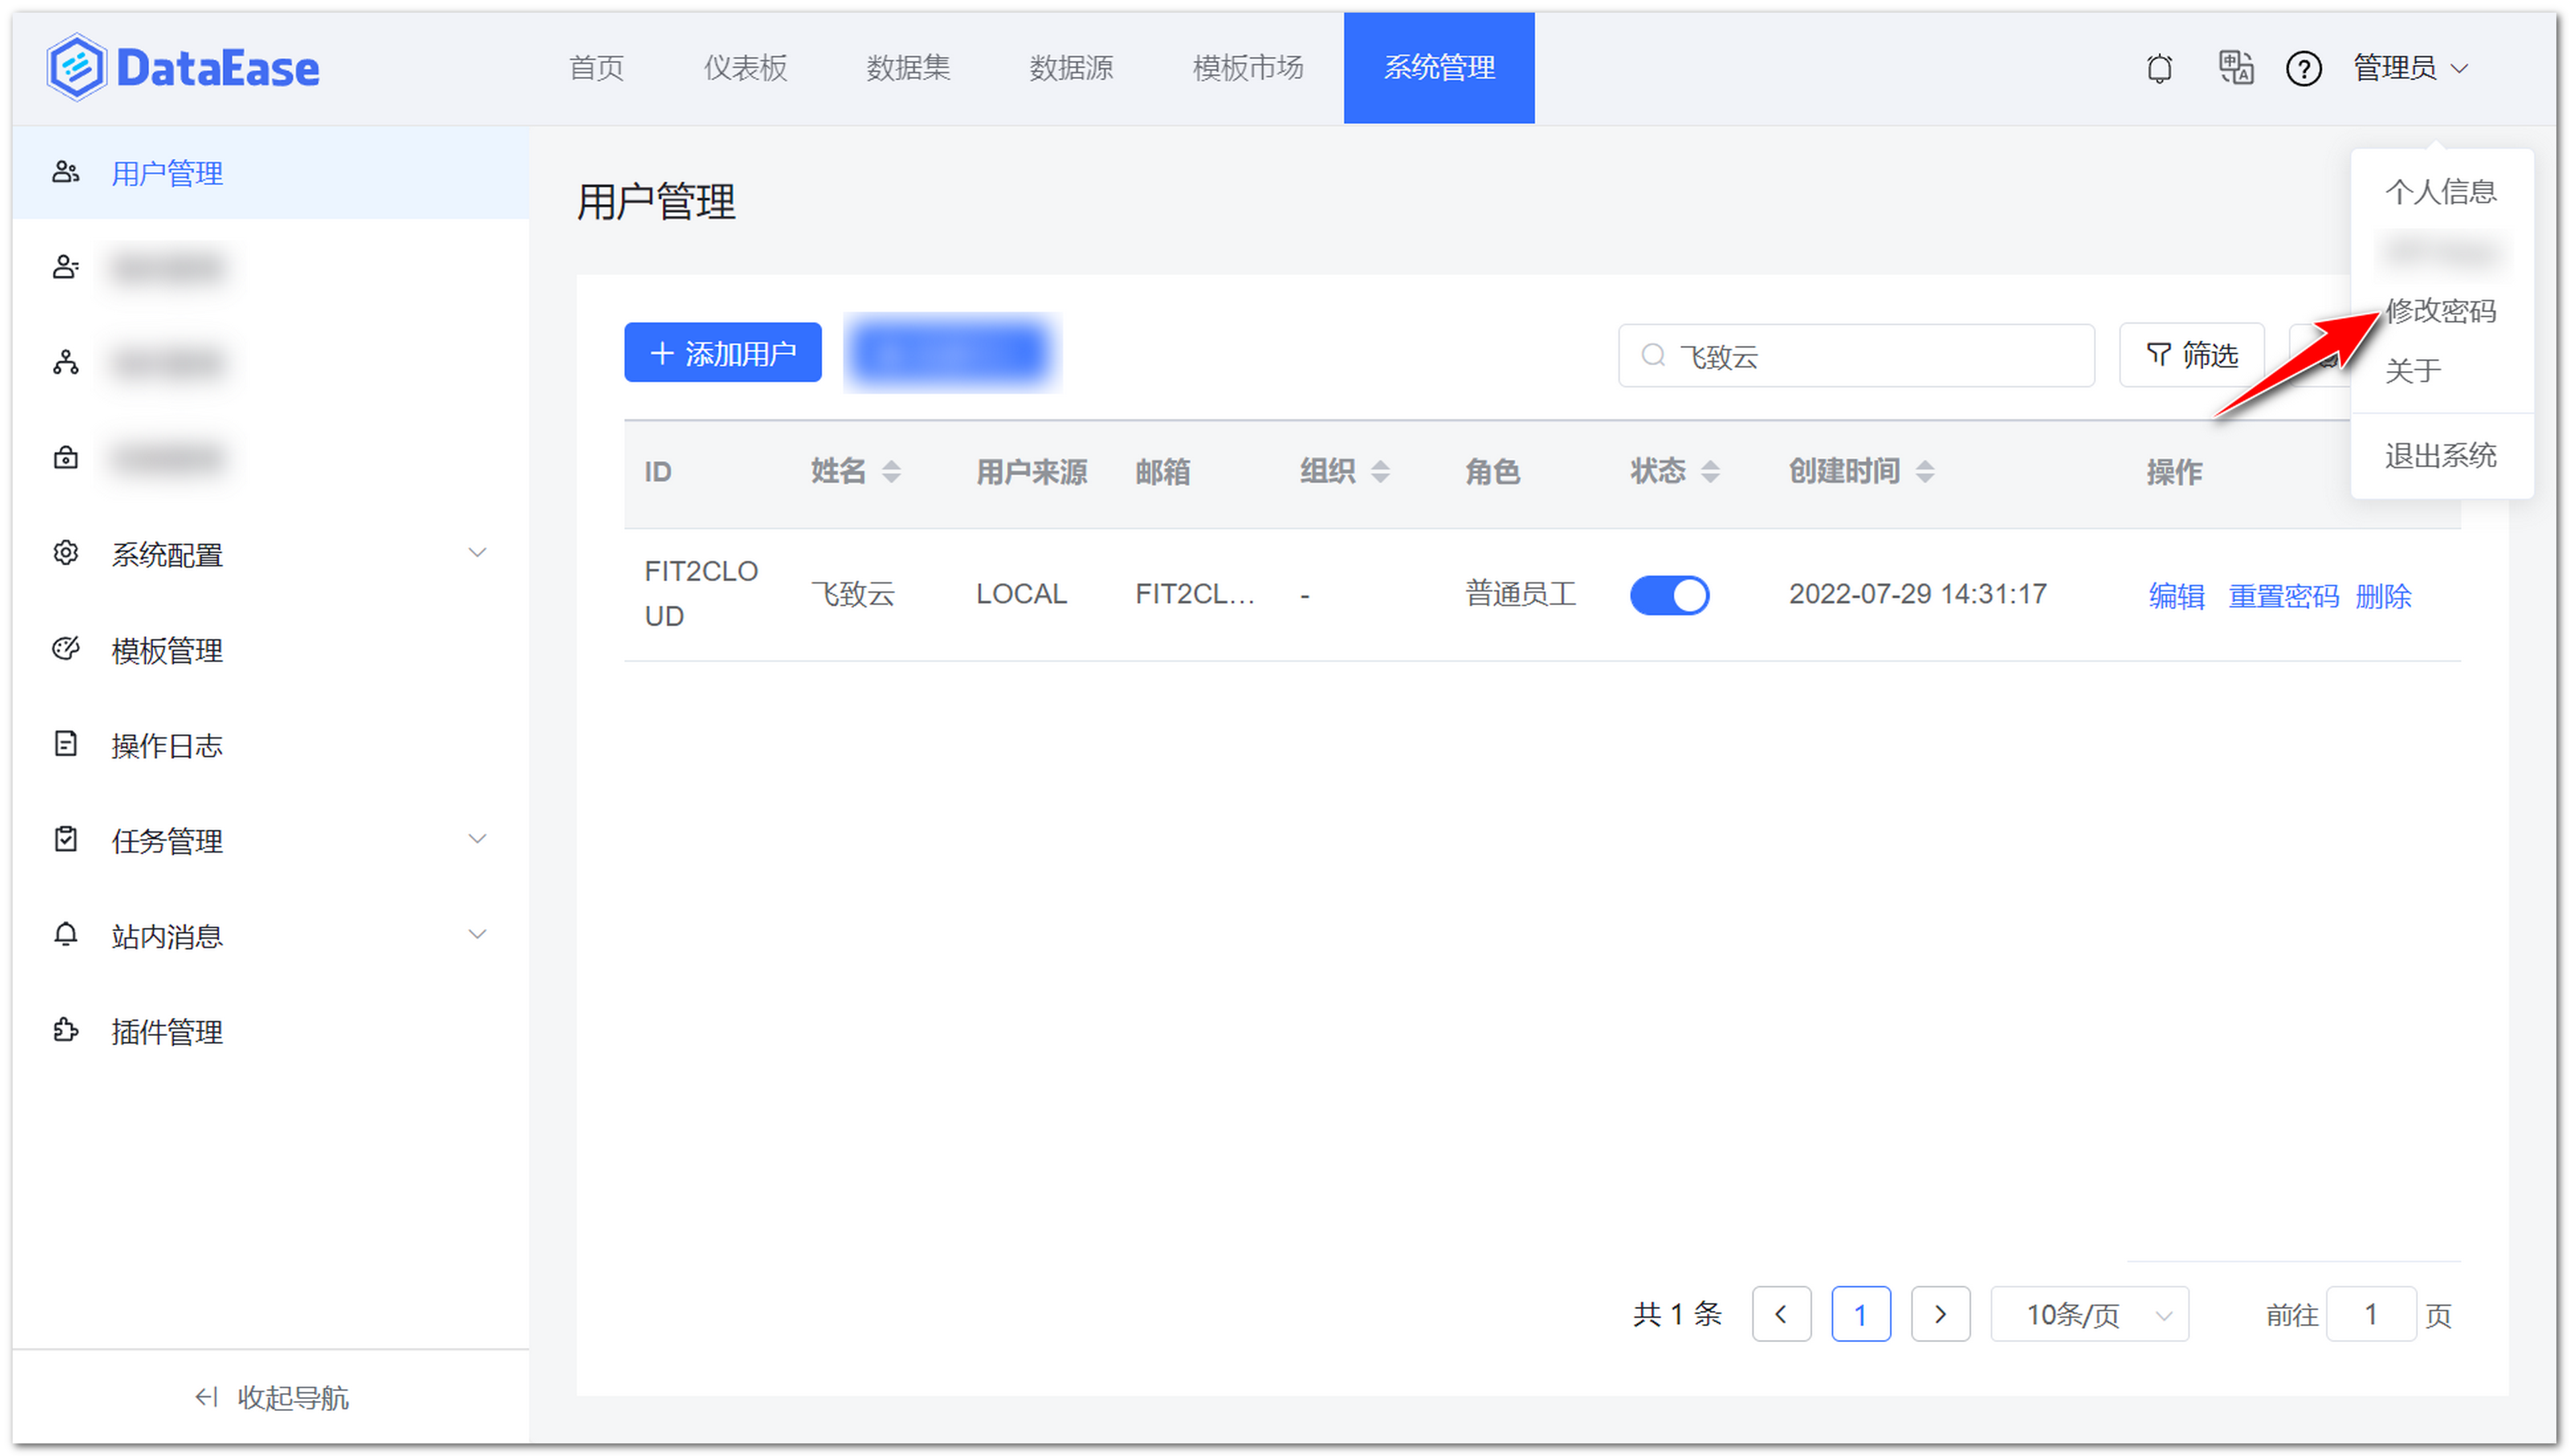 DataEase
首页 仪表板 数据集 数据源 模板市场 系统管理
管理员
用户管理
系统配置
模板管理
操作日志
任务管理
站内消息
插件管理
收起导航
用户管理
添加用户
飞致云
筛选
ID 姓名 用户来源 邮箱 组织 角色 状态 创建时间 操作
FIT2CLO
UD
飞致云 LOCAL FIT2CL... - 普通员工 2022-07-29 14:31:17 编辑 重置密码 删除
共 1 条 1 10条/页 前往 1 页
个人信息
修改密码
关于
退出系统